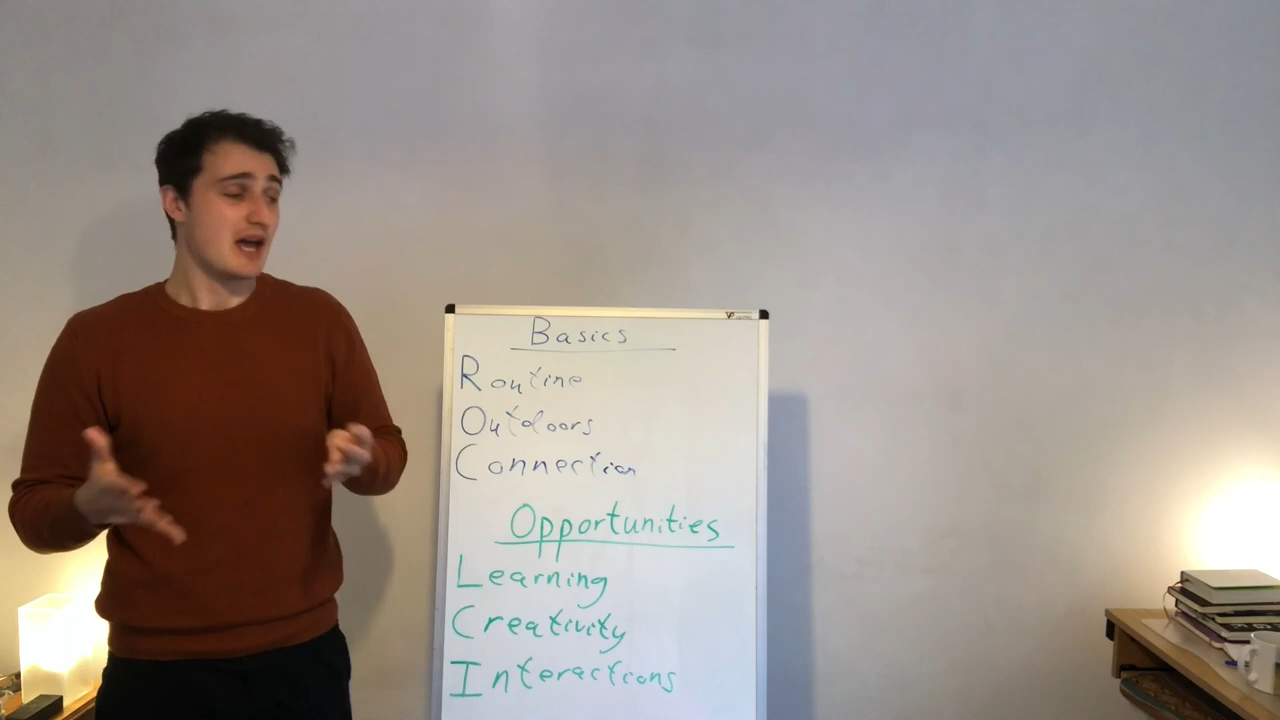 Basics
Routine
Outdoors
Connection
Opportunities
Learning
Creativity
Interactions